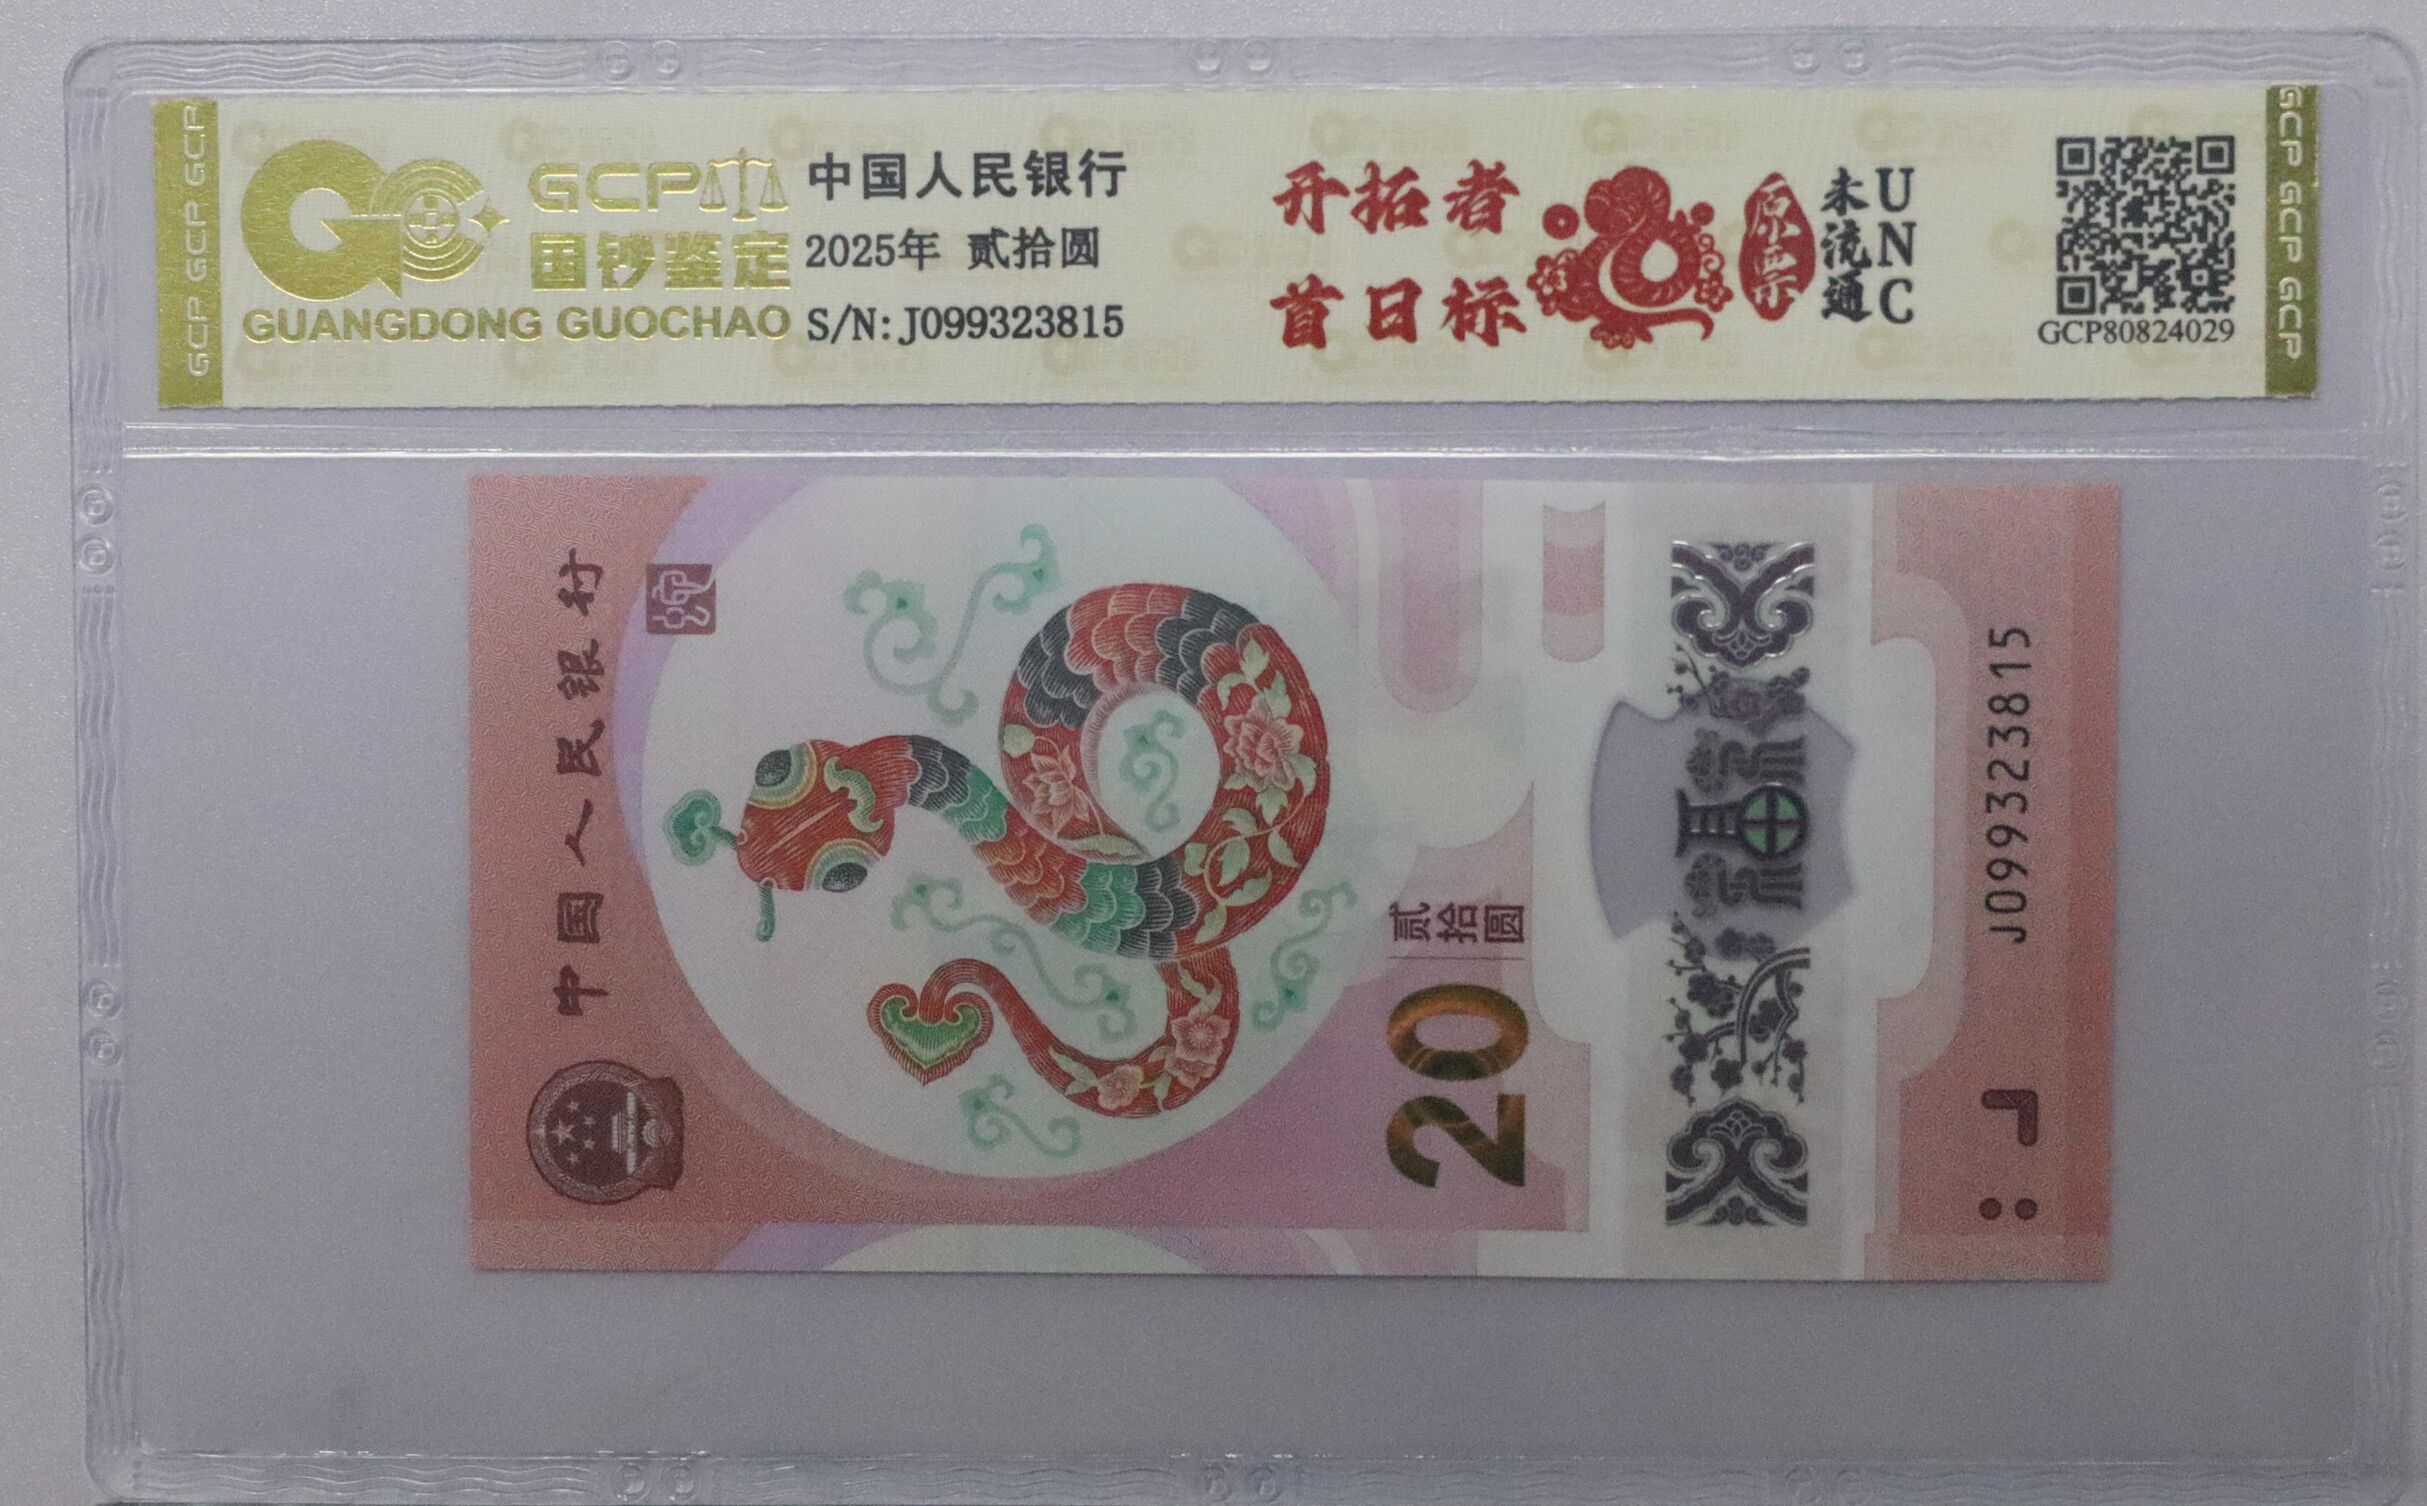 GCP GCP GCP
GCP
国钞鉴定
GUANGDONG GUOCHAO
中国人民银行
2025年 贰拾圆
S/N: J099323815
开拓者
首日标
原票
未流通
UNC
GCP80824029
GCP GCP GCP
中国人民银行
20
贰拾圆
福
J099323815